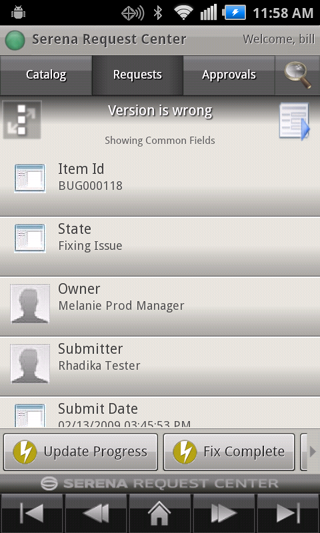 11:58 AM
Serena Request Center Welcome, bill
Catalog Requests Approvals
Version is wrong
Showing Common Fields
Item Id
BUG000118
State
Fixing Issue
Owner
Melanie Prod Manager
Submitter
Rhadika Tester
Submit Date
02/13/2009 03:45:53 PM
Update Progress Fix Complete
SERENA REQUEST CENTER